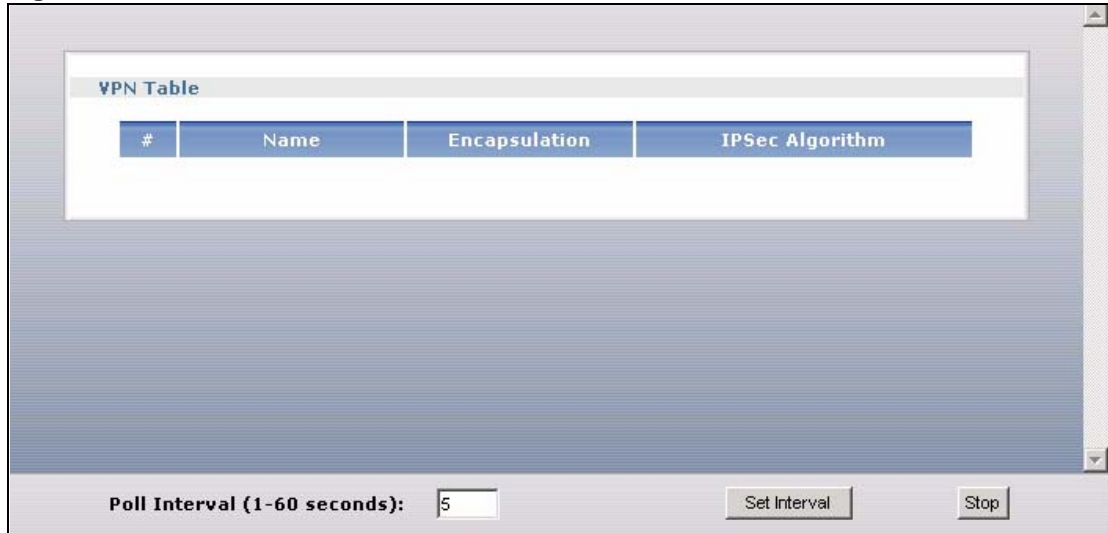 VPN Table
# Name Encapsulation IPSec Algorithm
Poll Interval (1-60 seconds): 5 Set Interval Stop